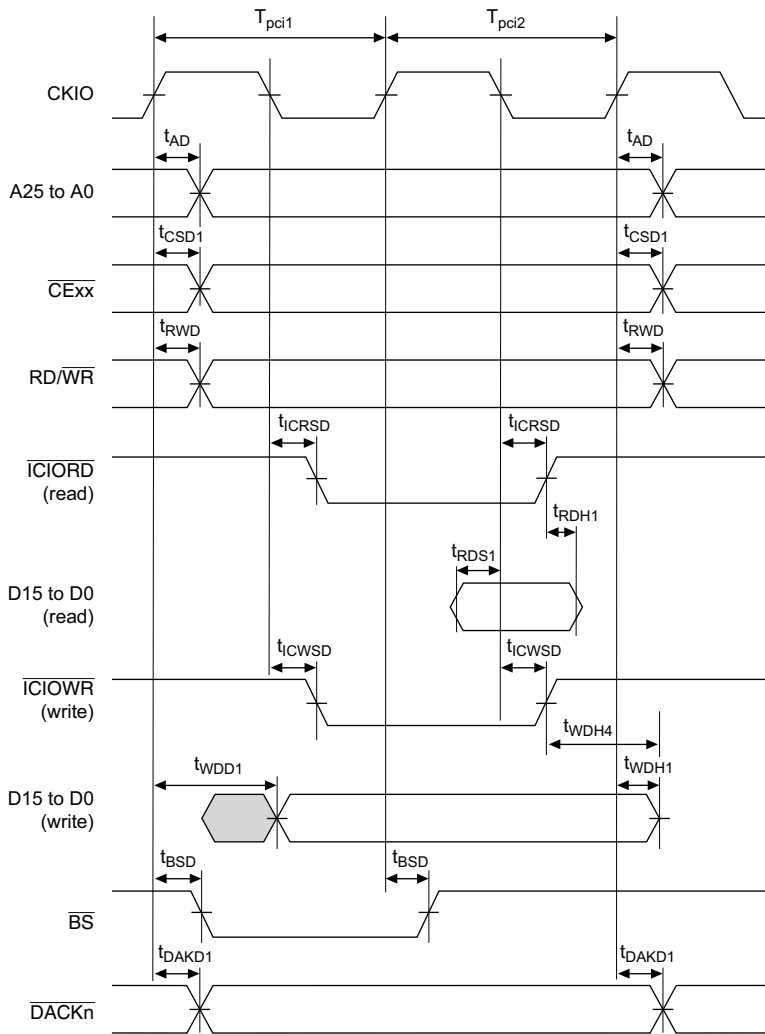 Tpci1 Tpci2
CKIO
tAD tAD
A25 to A0
tCSD1 tCSD1
CExx
tRWD tRWD
RD/WR
tICRSD tICRSD
ICIORD
(read)
tRDH1
tRDS1
D15 to D0
(read)
tICWSD tICWSD
ICIOWR
(write)
tWDH4
tWDD1 tWDH1
D15 to D0
(write)
tBSD tBSD
BS
tDAKD1 tDAKD1
DACKn